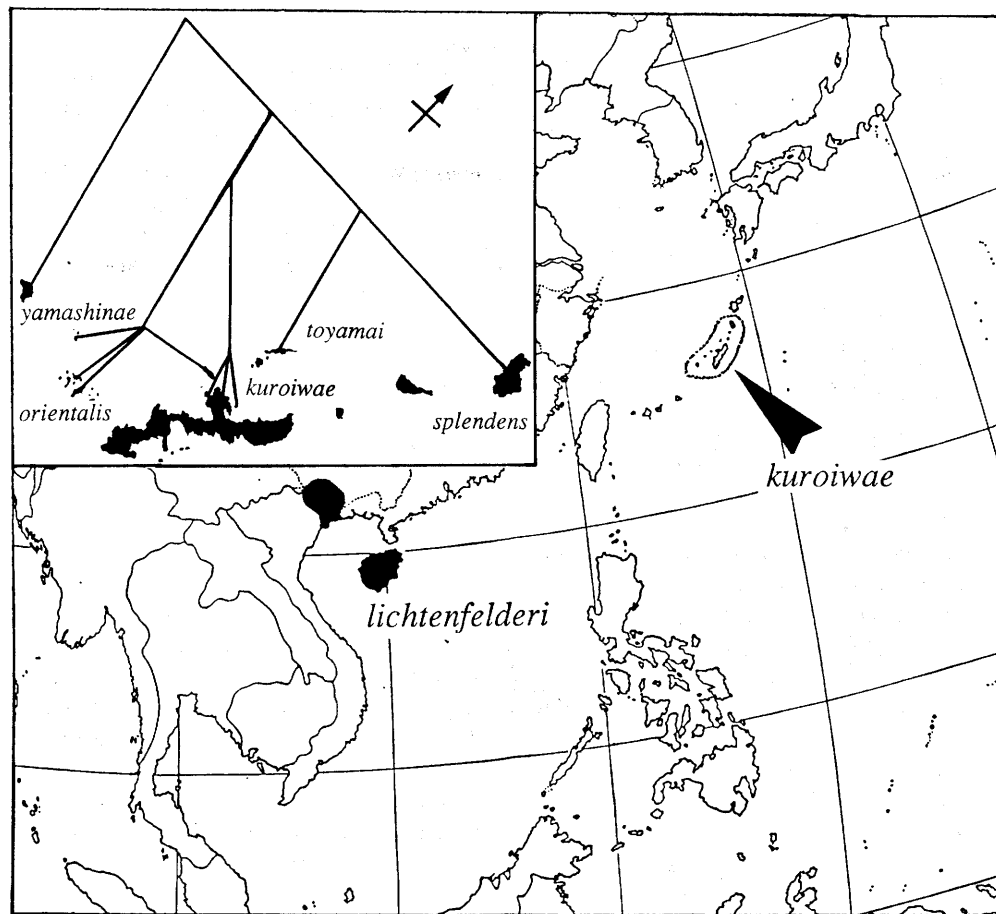 yamashinae
toyamai
kuroiwae
orientalis
splendens
kuroiwae
lichtenfelderi